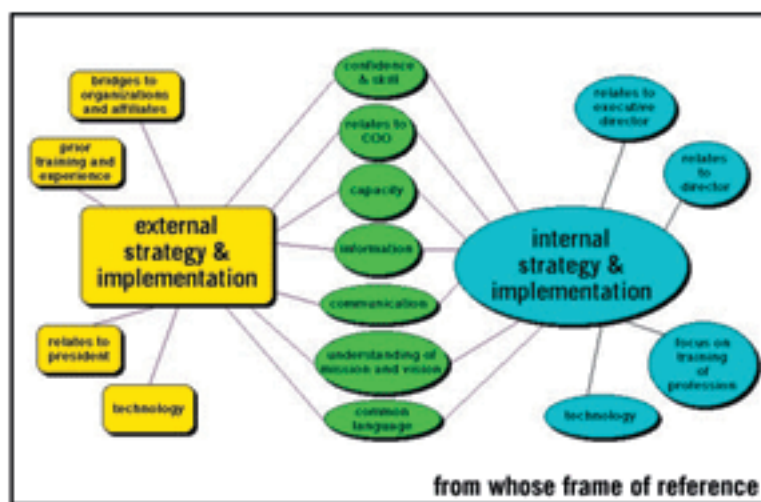 bridges to
organizations
and affiliates
prior
training and
experience
external
strategy &
implementation
relates to
president
technology
confidence
& skill
relates to
COO
capacity
information
communication
understanding of
mission and vision
common
language
relates to
executive
director
relates
to
director
internal
strategy &
implementation
focus on
training
of
profession
technology
from whose frame of reference